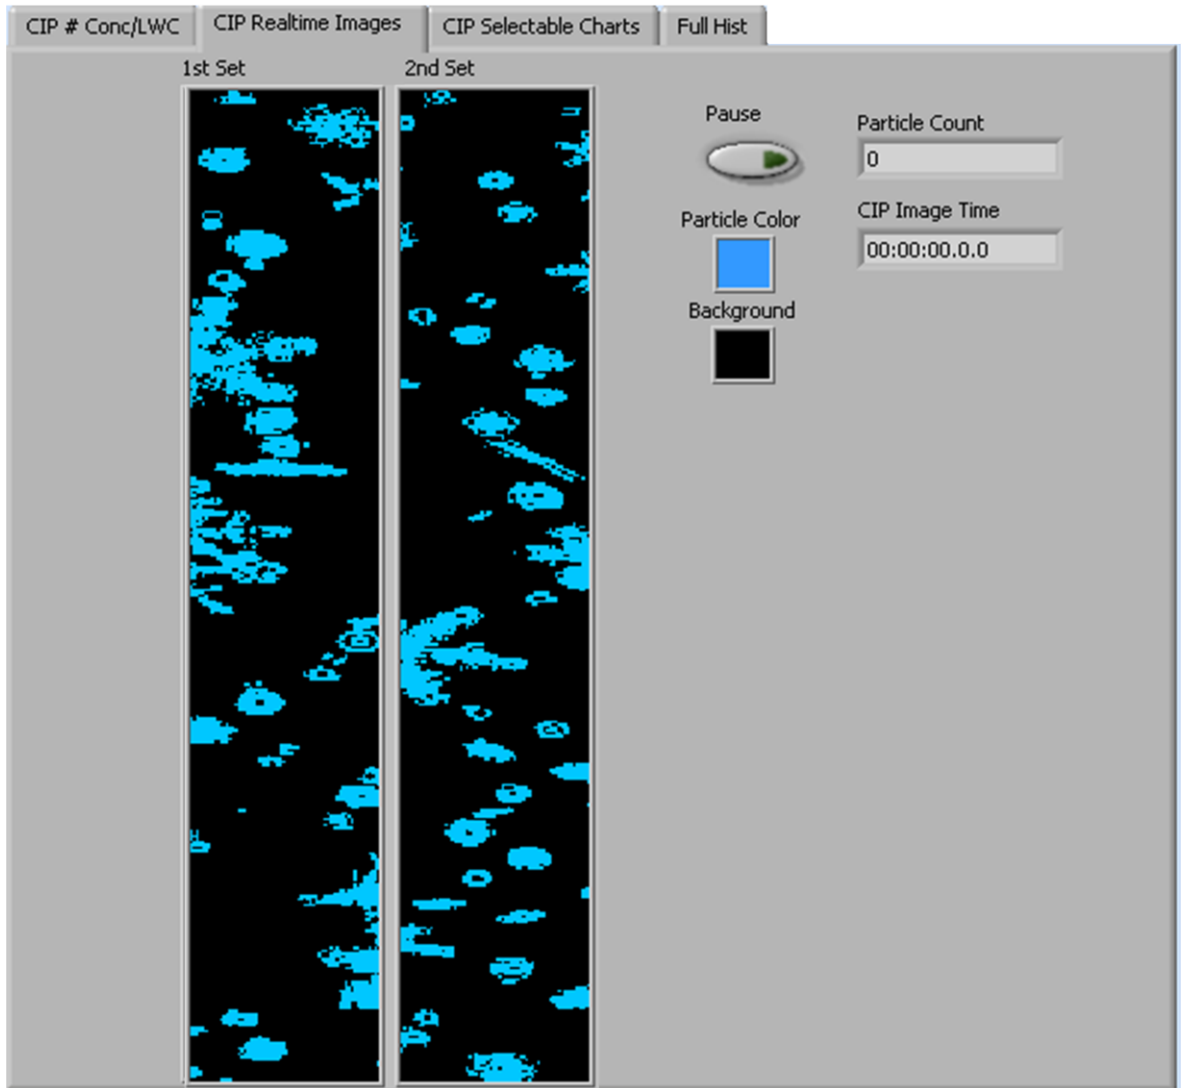 CIP # Conc/LWC
CIP Realtime Images
CIP Selectable Charts
Full Hist
1st Set
2nd Set
Pause
Particle Count
0
Particle Color
CIP Image Time
00:00:00.0.0
Background